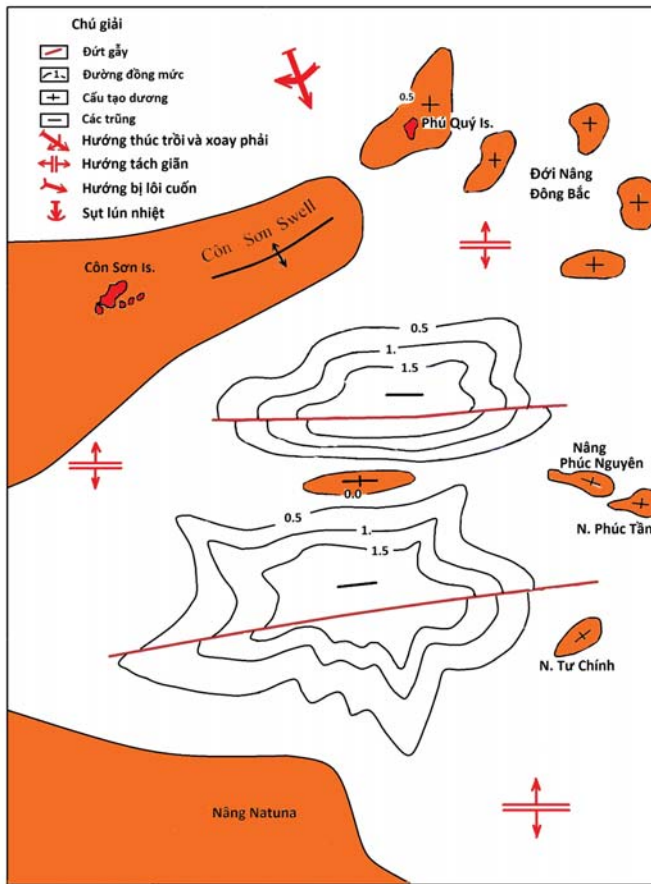 Chú giải
Đứt gẫy
1.
Đường đồng mức
Cấu tạo dương
Các trũng
Hướng thúc trồi và xoay phải
Hướng tách giãn
Hướng bị lôi cuốn
Sụt lún nhiệt
0.5
Phú Quý Is.
Đới Nâng
Đông Bắc
Côn Sơn Swell
Côn Sơn Is.
0.5
1.
1.5
Nâng
Phúc Nguyên
0.0
N. Phúc Tần
0.5
1.
1.5
N. Tư Chính
Nâng Natuna